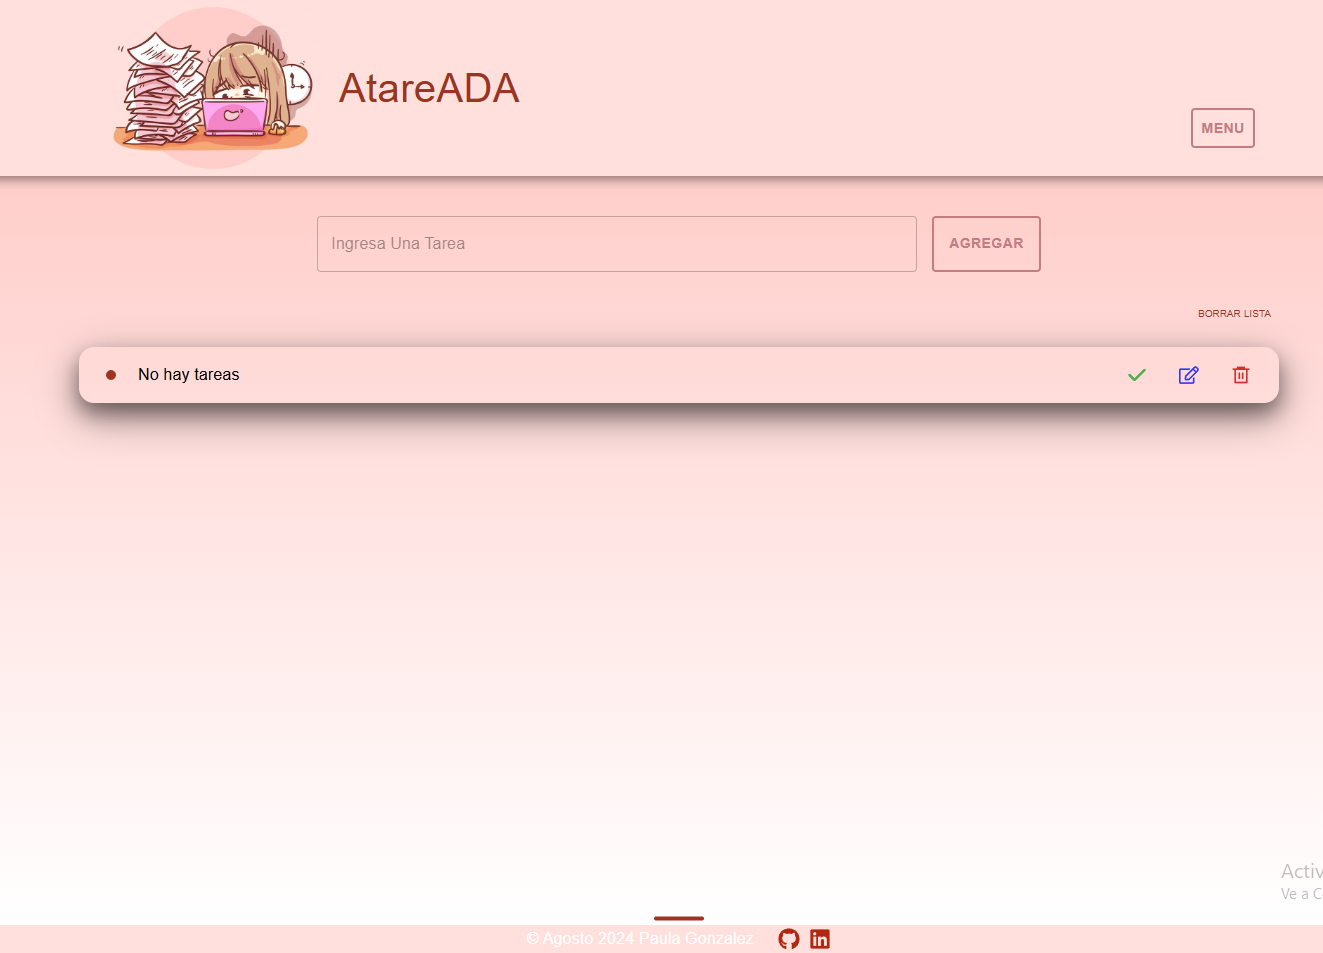 AtareADA
MENU
Ingresa Una Tarea
AGREGAR
BORRAR LISTA
No hay tareas
Activ
Ve a C
© Agosto 2024 Paula Gonzalez